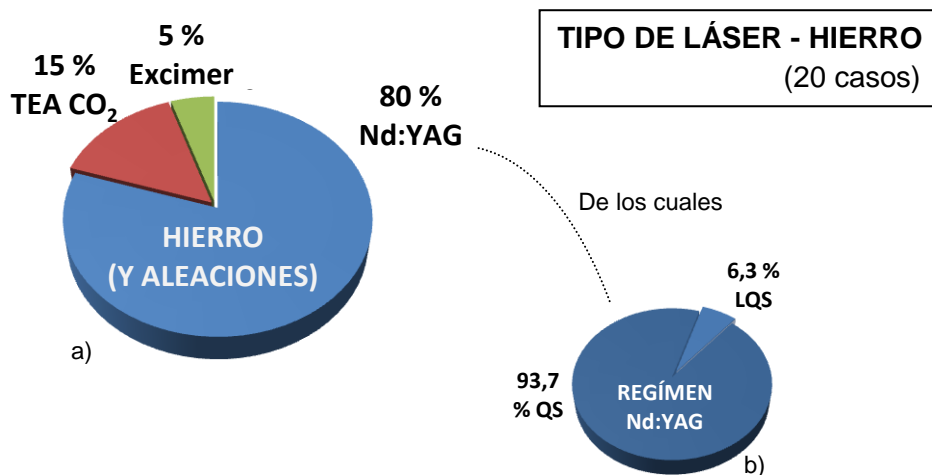 TIPO DE LÁSER - HIERRO
(20 casos)
5 %
Excimer
15 %
TEA CO₂
80 %
Nd:YAG
HIERRO
(Y ALEACIONES)
a)
De los cuales
6,3 %
LQS
93,7
% QS
REGÍMEN
Nd:YAG
b)